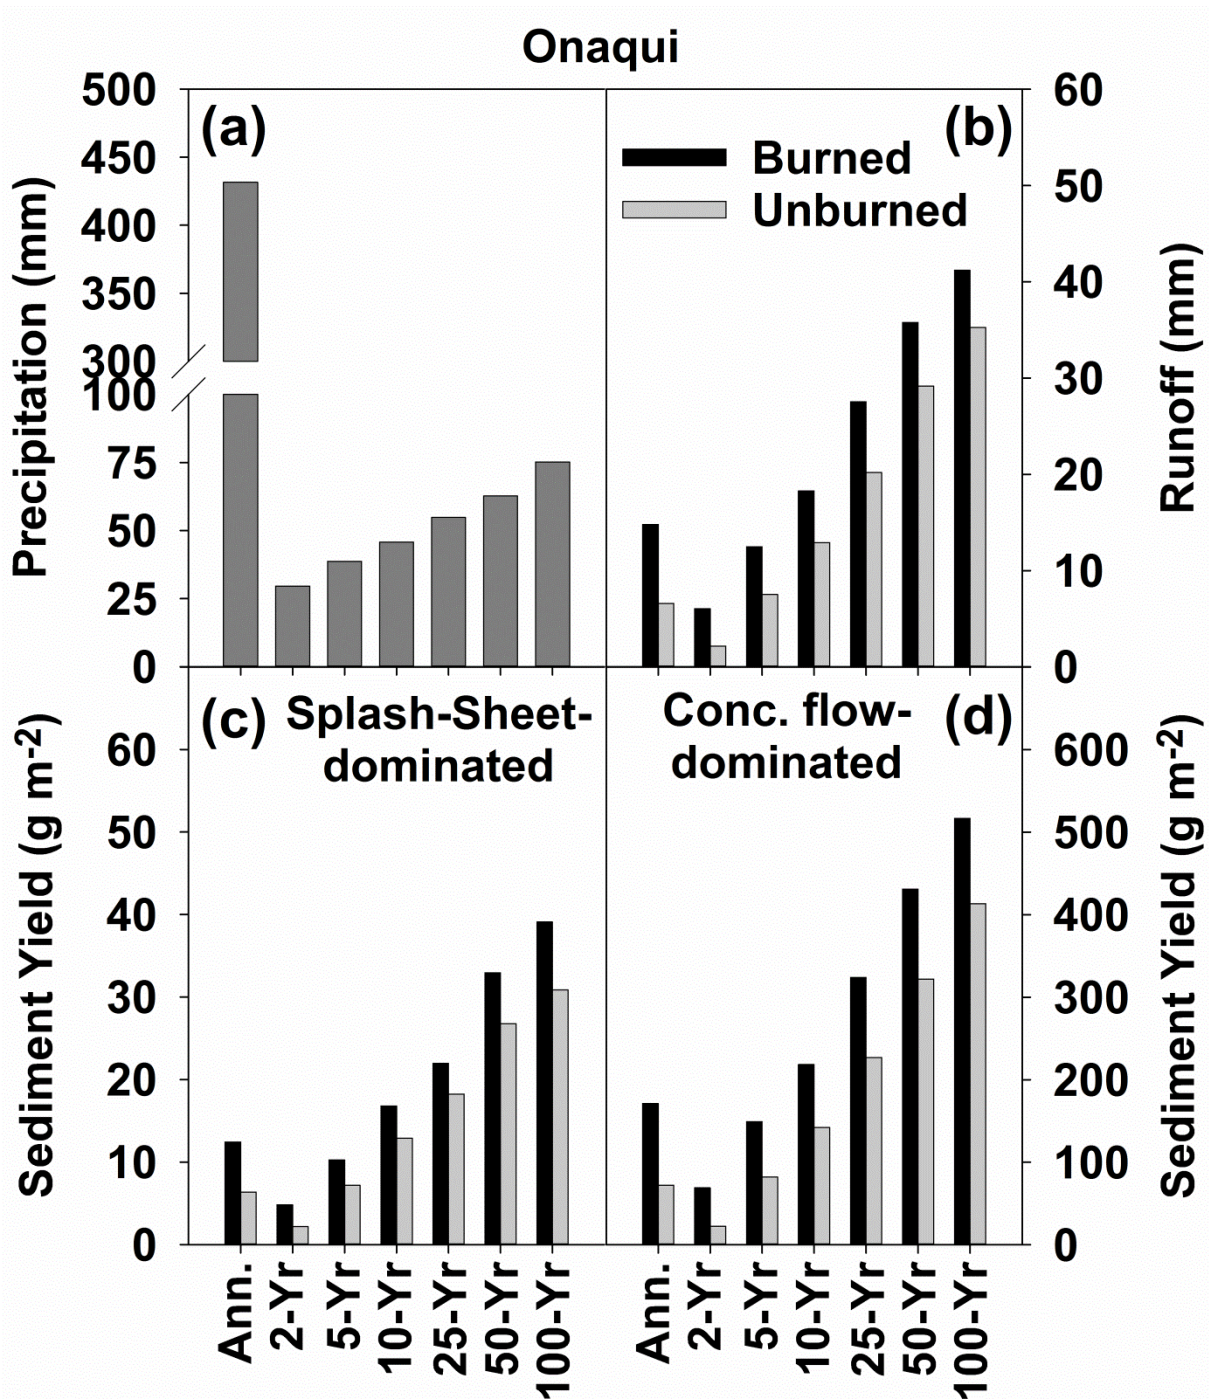 Onaqui
(a)
(b)
Burned
Unburned
Precipitation (mm)
500
450
400
350
300
100
75
50
25
0
Runoff (mm)
60
50
40
30
20
10
0
(c)
Splash-Sheet-
dominated
Conc. flow-
dominated
(d)
Sediment Yield (g m-2)
60
50
40
30
20
10
0
Sediment Yield (g m-2)
600
500
400
300
200
100
0
Ann.
2-Yr
5-Yr
10-Yr
25-Yr
50-Yr
100-Yr
Ann.
2-Yr
5-Yr
10-Yr
25-Yr
50-Yr
100-Yr